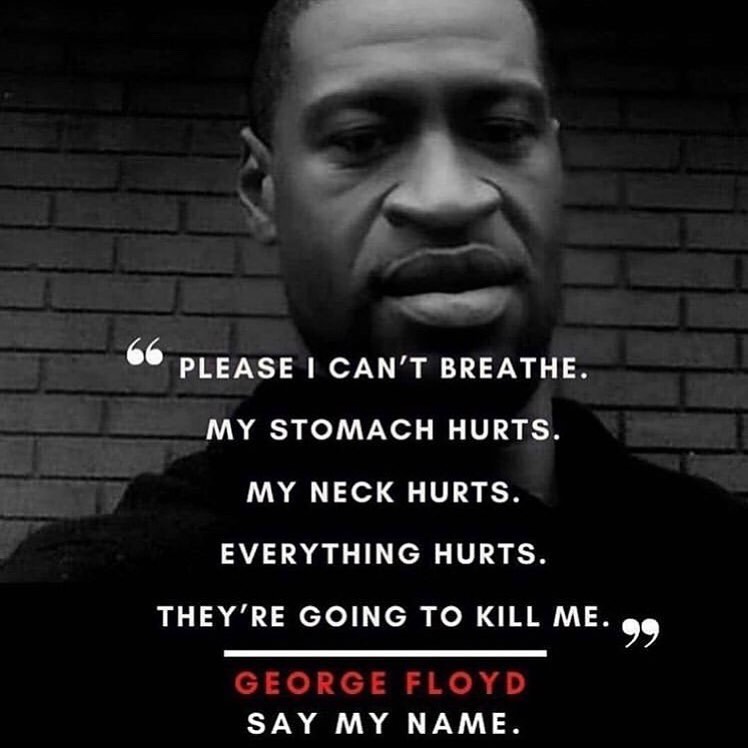 “ PLEASE I CAN’T BREATHE.
MY STOMACH HURTS.
MY NECK HURTS.
EVERYTHING HURTS.
THEY’RE GOING TO KILL ME. ”
GEORGE FLOYD
SAY MY NAME.